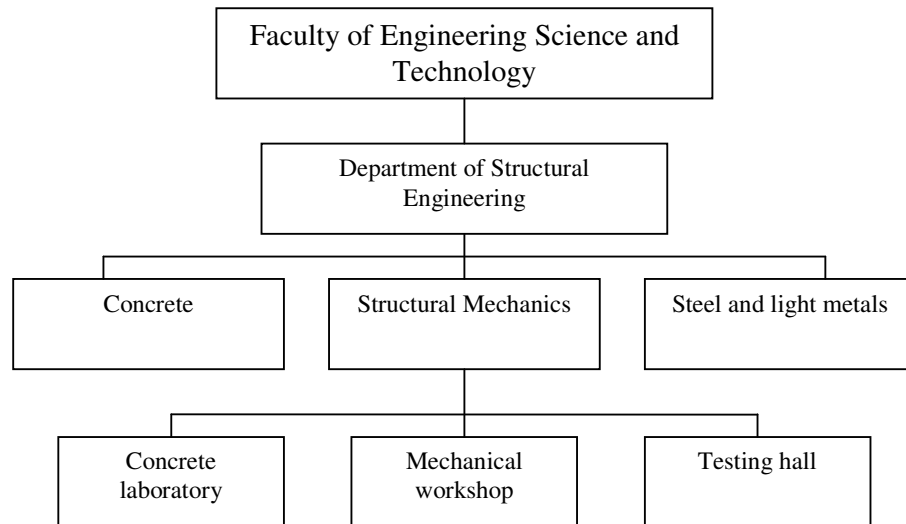 Faculty of Engineering Science and
Technology
Department of Structural
Engineering
Concrete
Structural Mechanics
Steel and light metals
Concrete
laboratory
Mechanical
workshop
Testing hall